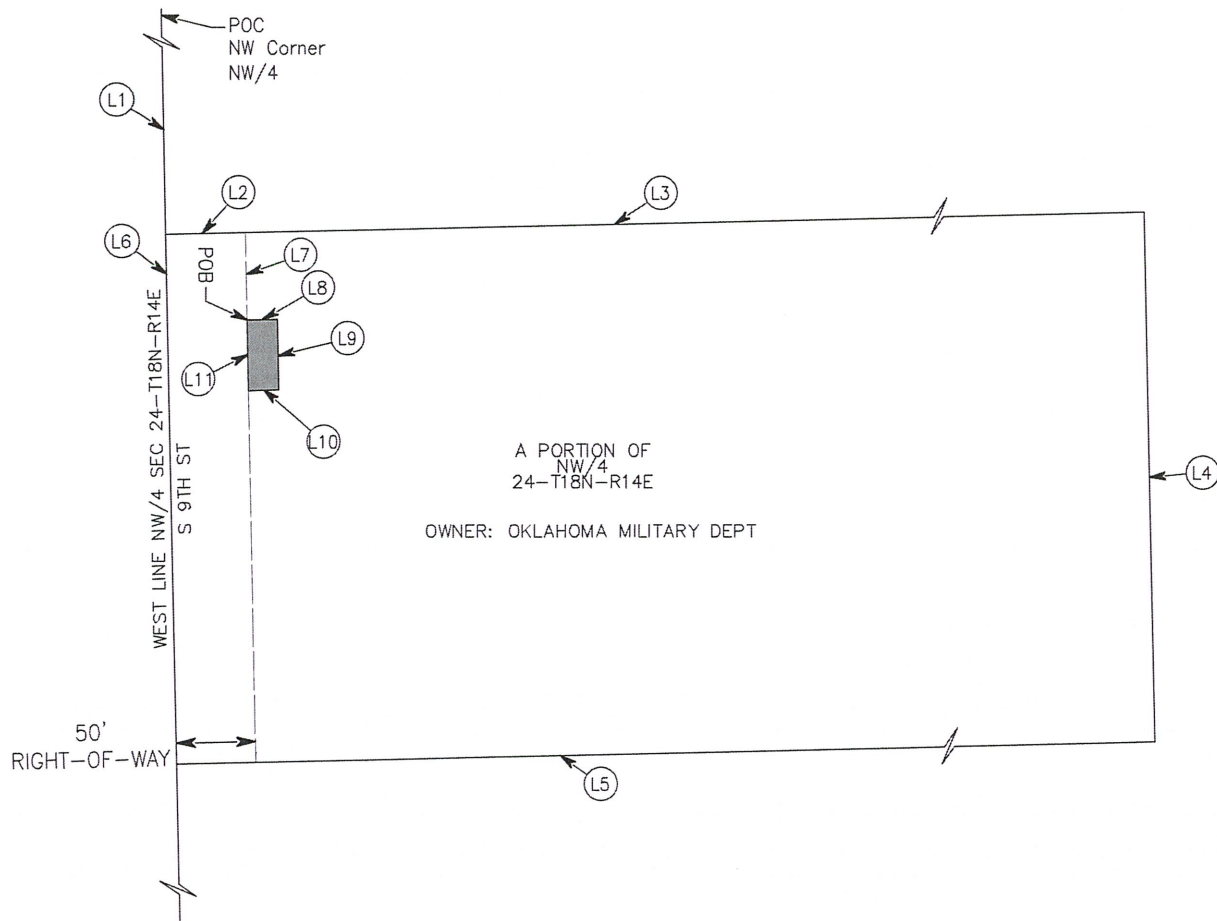 POC
NW Corner
NW/4
L1
L2
L3
L6
L7
POB
L8
L9
L11
L10
WEST LINE NW/4 SEC 24-T18N-R14E
S 9TH ST
A PORTION OF
NW/4
24-T18N-R14E
L4
OWNER: OKLAHOMA MILITARY DEPT
50'
RIGHT-OF-WAY
L5